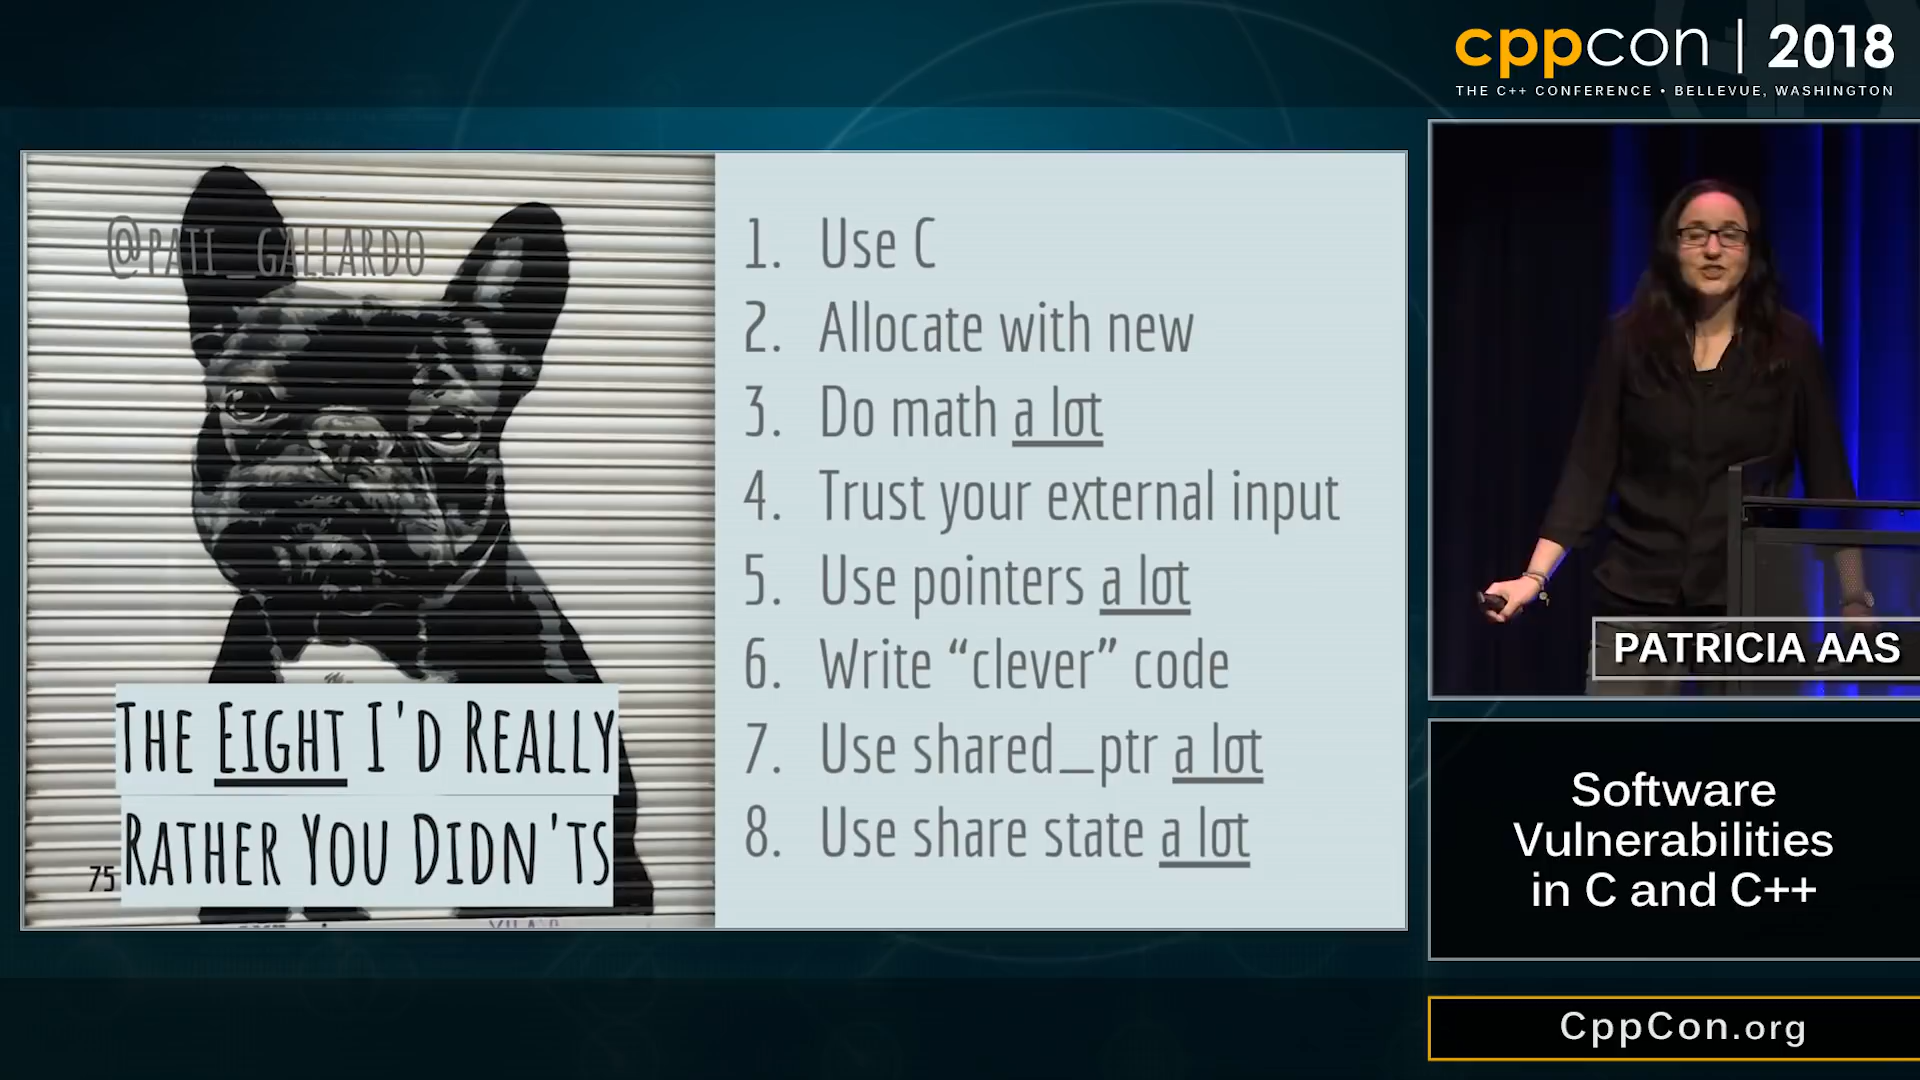 cppcon | 2018
THE C++ CONFERENCE • BELLEVUE, WASHINGTON
@PATI_GALLARDO
THE EIGHT I'D REALLY
RATHER YOU DIDN'TS
75
1. Use C
2. Allocate with new
3. Do math a lot
4. Trust your external input
5. Use pointers a lot
6. Write “clever” code
7. Use shared_ptr a lot
8. Use share state a lot
PATRICIA AAS
Software
Vulnerabilities
in C and C++
CppCon.org